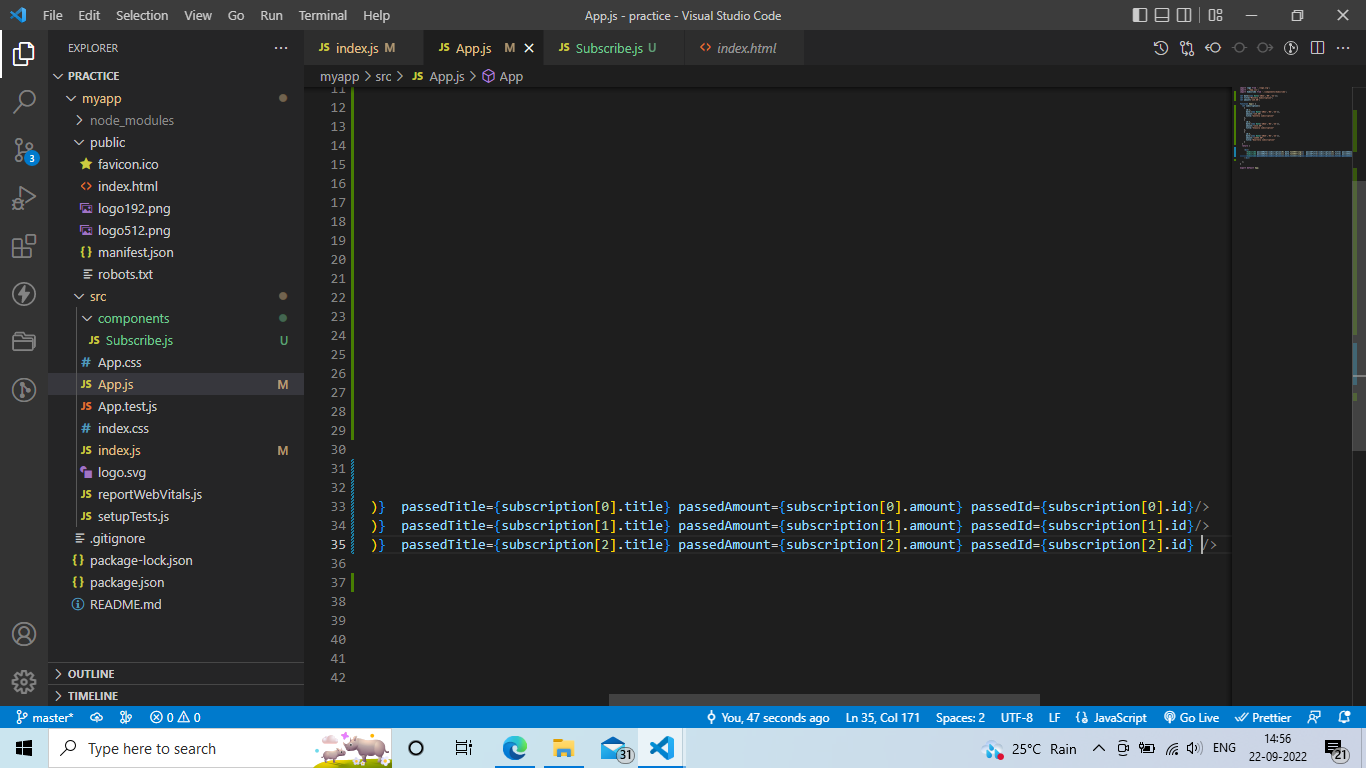 File Edit Selection View Go Run Terminal Help App.js - practice - Visual Studio Code
EXPLORER
JS index.js M JS App.js M JS Subscribe.js U <> index.html
PRACTICE
myapp > src > JS App.js > App
myapp
node_modules
public
favicon.ico
<> index.html
logo192.png
logo512.png
{} manifest.json
robots.txt
src
components
JS Subscribe.js U
# App.css
JS App.js M
JS App.test.js
# index.css
JS index.js M
logo.svg
JS reportWebVitals.js
JS setupTests.js
.gitignore
{} package-lock.json
{} package.json
README.md
OUTLINE
TIMELINE
3
11
12
13
14
15
16
17
18
19
20
21
22
23
24
25
26
27
28
29
30
31
32
33 )} passedTitle={subscription[0].title} passedAmount={subscription[0].amount} passedId={subscription[0].id}/>
34 )} passedTitle={subscription[1].title} passedAmount={subscription[1].amount} passedId={subscription[1].id}/>
35 )} passedTitle={subscription[2].title} passedAmount={subscription[2].amount} passedId={subscription[2].id} />
36
37
38
39
40
41
42
master* 0 0 You, 47 seconds ago Ln 35, Col 171 Spaces: 2 UTF-8 LF {} JavaScript Go Live Prettier
Type here to search 31 25°C Rain ENG 14:56
22-09-2022 21